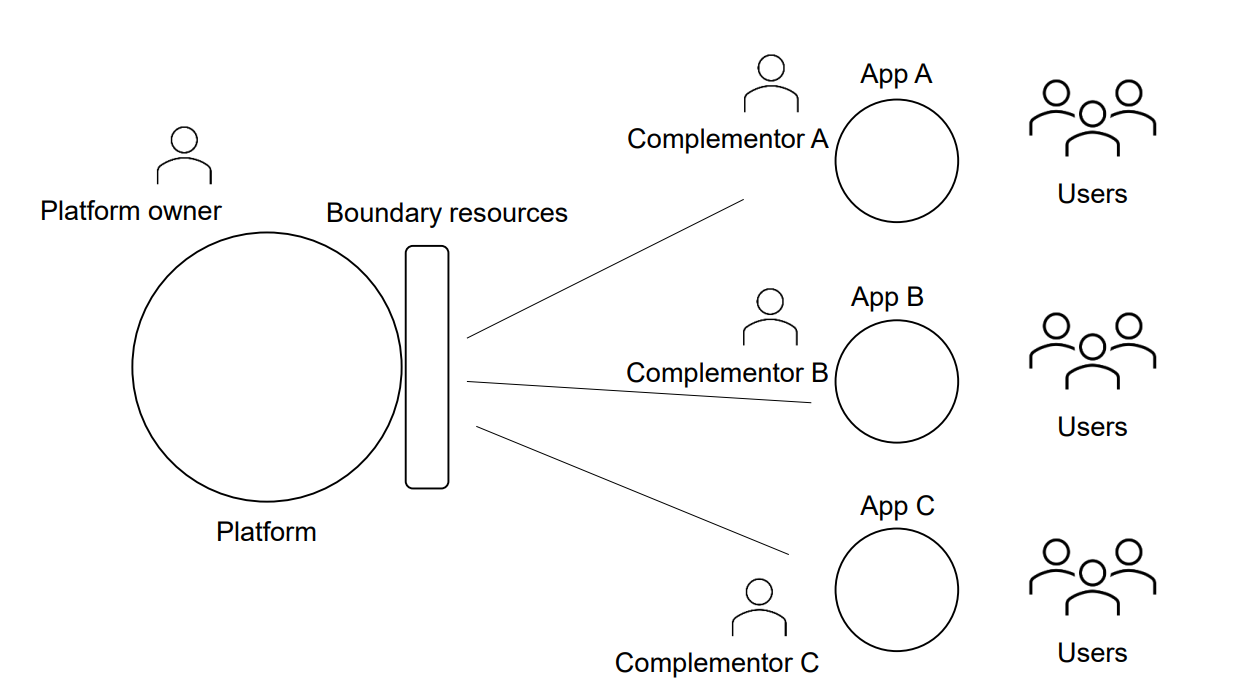 App A
Complementor A
Users
Platform owner
Boundary resources
App B
Complementor B
Users
Platform
App C
Complementor C
Users